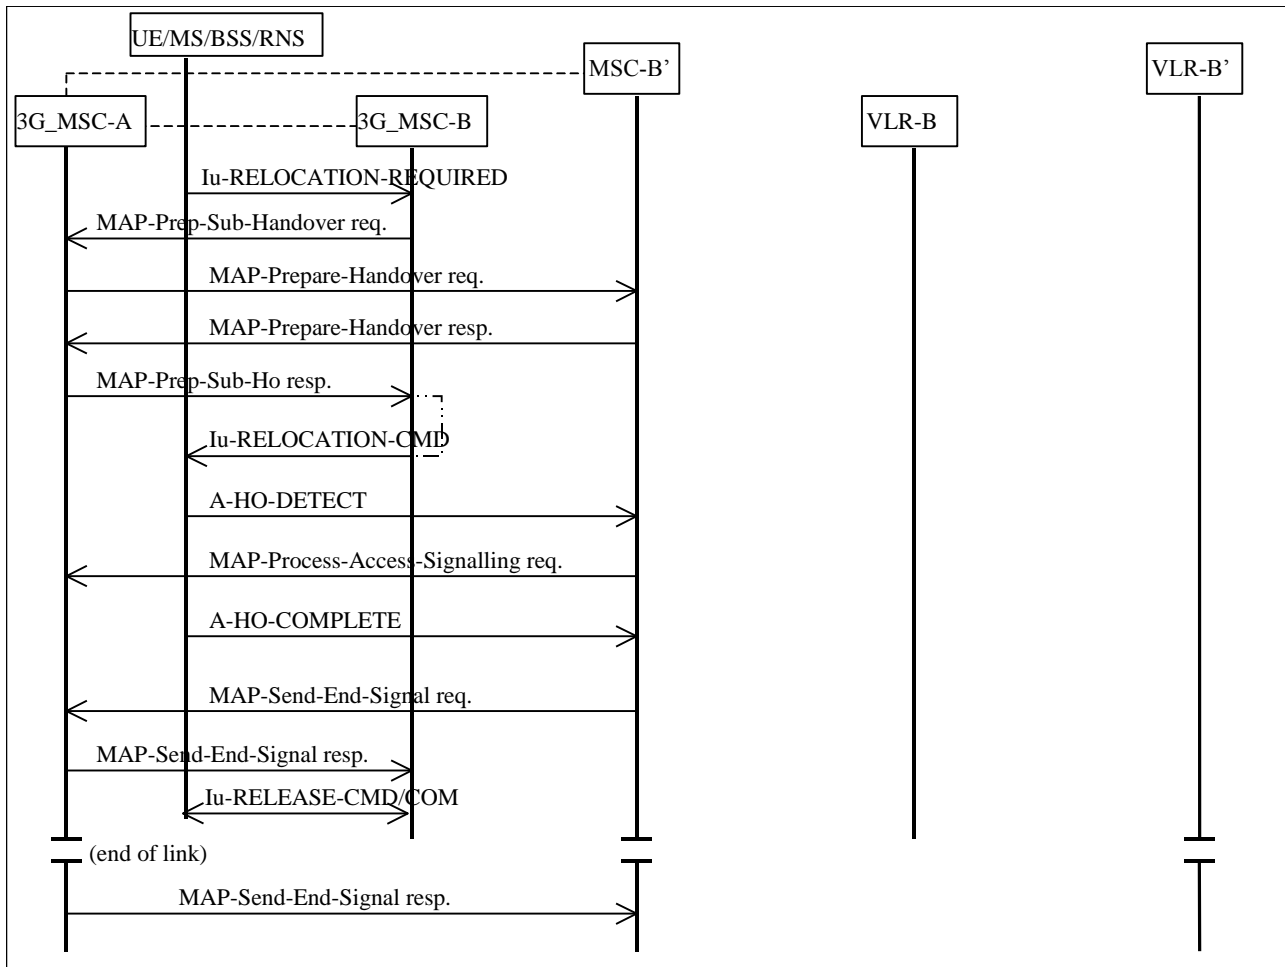 UE/MS/BSS/RNS
MSC-B’
VLR-B’
3G_MSC-A
3G_MSC-B
VLR-B
Iu-RELOCATION-REQUIRED
MAP-Prep-Sub-Handover req.
MAP-Prepare-Handover req.
MAP-Prepare-Handover resp.
MAP-Prep-Sub-Ho resp.
Iu-RELOCATION-CMD
A-HO-DETECT
MAP-Process-Access-Signalling req.
A-HO-COMPLETE
MAP-Send-End-Signal req.
MAP-Send-End-Signal resp.
Iu-RELEASE-CMD/COM
(end of link)
MAP-Send-End-Signal resp.